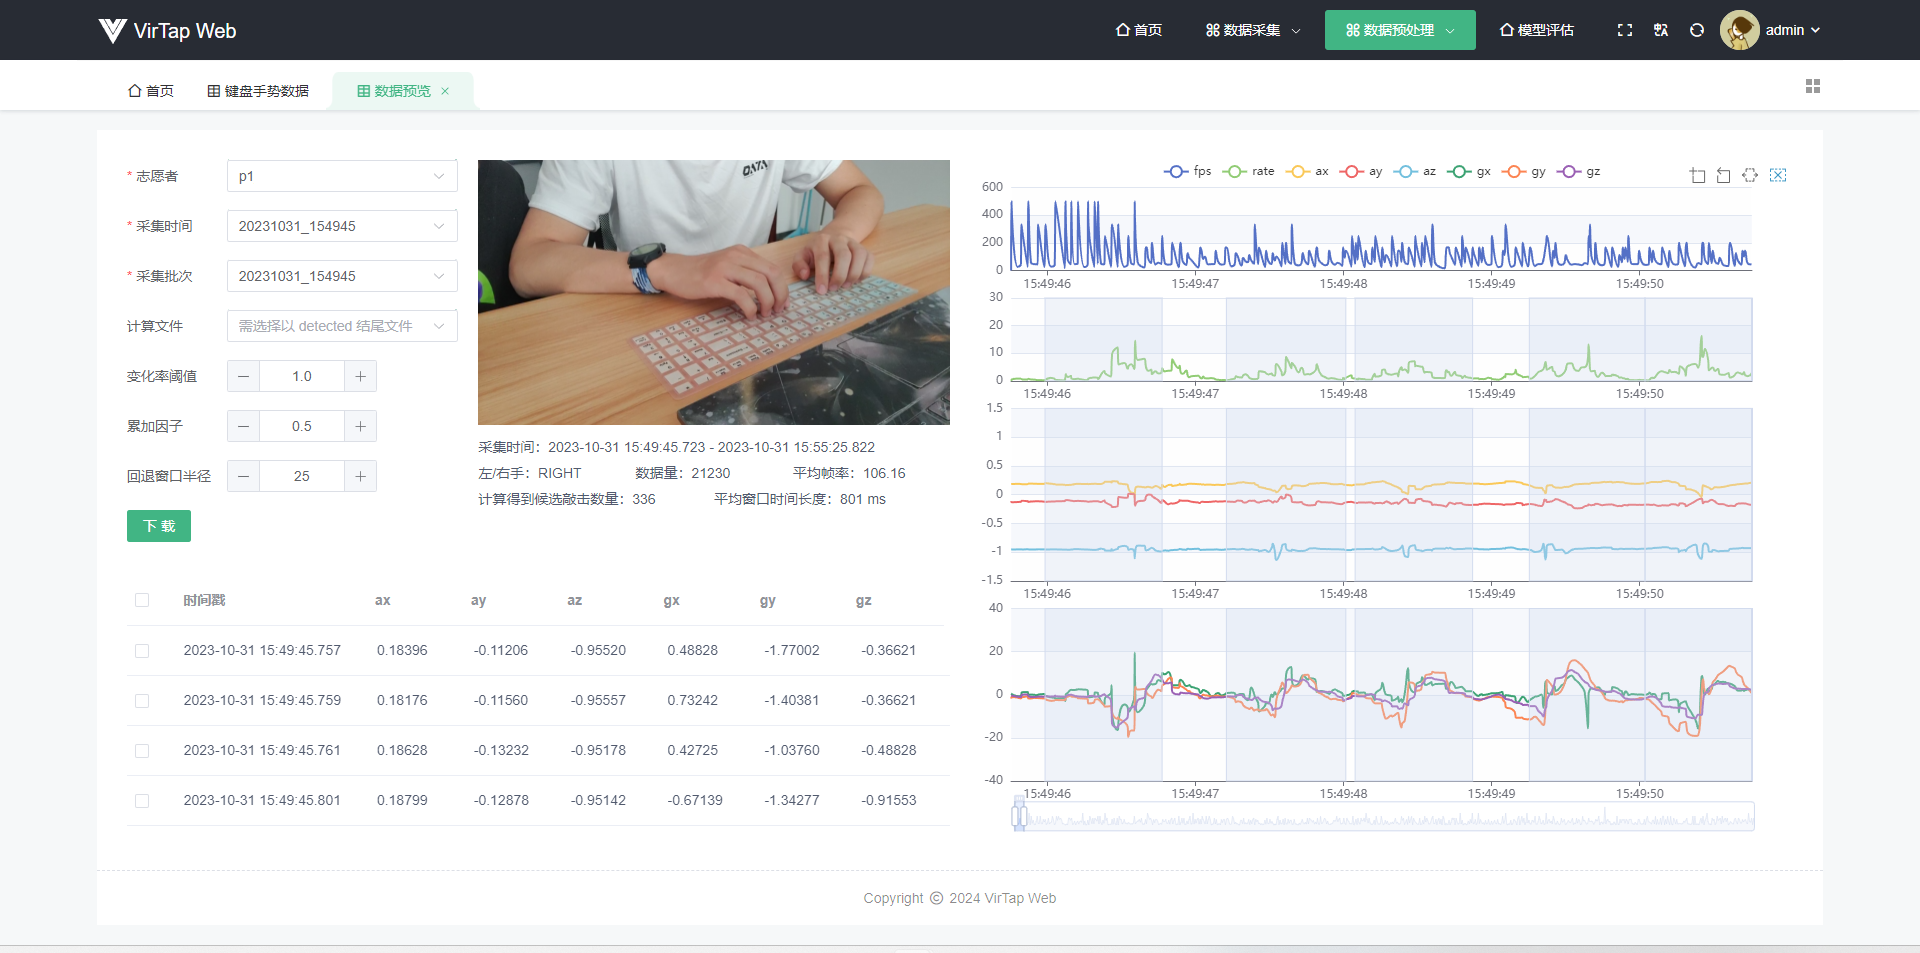 VirTap Web
首页
数据采集
数据预处理
模型评估
admin
首页
键盘手势数据
数据预览
* 志愿者
p1
* 采集时间
20231031_154945
* 采集批次
20231031_154945
计算文件
需选择以 detected 结尾文件
变化率阈值
1.0
累加因子
0.5
回退窗口半径
25
下 载
DATA
采集时间：2023-10-31 15:49:45.723 - 2023-10-31 15:55:25.822
左/右手：RIGHT 数据量：21230 平均帧率：106.16
计算得到候选敲击数量：336 平均窗口时间长度：801 ms
时间戳 ax ay az gx gy gz
2023-10-31 15:49:45.757 0.18396 -0.11206 -0.95520 0.48828 -1.77002 -0.36621
2023-10-31 15:49:45.759 0.18176 -0.11560 -0.95557 0.73242 -1.40381 -0.36621
2023-10-31 15:49:45.761 0.18628 -0.13232 -0.95178 0.42725 -1.03760 -0.48828
2023-10-31 15:49:45.801 0.18799 -0.12878 -0.95142 -0.67139 -1.34277 -0.91553
fps rate ax ay az gx gy gz
600
400
200
0
15:49:46 15:49:47 15:49:48 15:49:49 15:49:50
30
20
10
0
15:49:46 15:49:47 15:49:48 15:49:49 15:49:50
1.5
1
0.5
0
-0.5
-1
-1.5
15:49:46 15:49:47 15:49:48 15:49:49 15:49:50
40
20
0
-20
-40
15:49:46 15:49:47 15:49:48 15:49:49 15:49:50
Copyright © 2024 VirTap Web